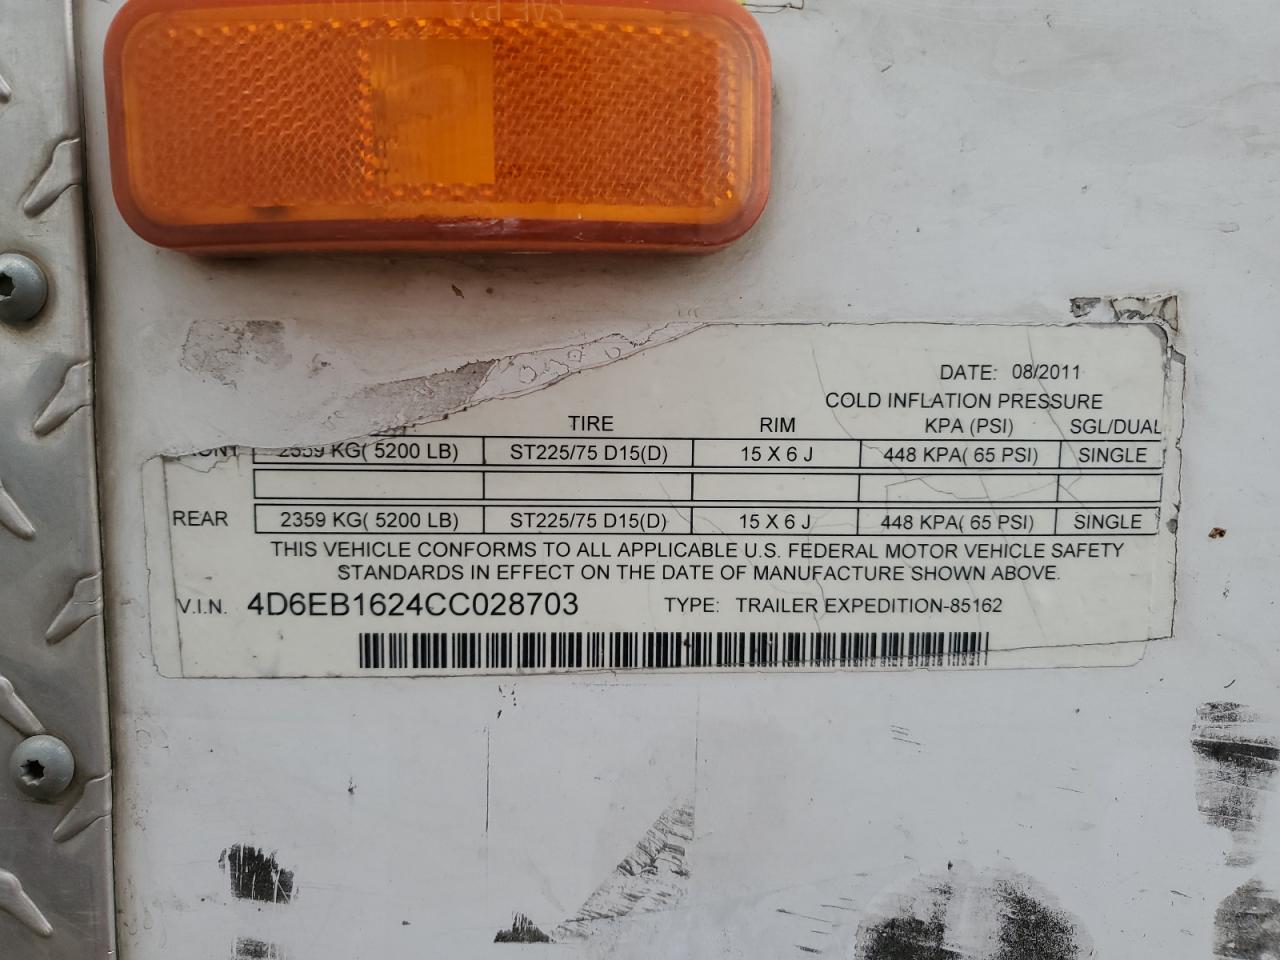 DATE: 08/2011
COLD INFLATION PRESSURE
TIRE RIM KPA (PSI) SGL/DUAL
FRONT 2359 KG( 5200 LB) ST225/75 D15(D) 15 X 6 J 448 KPA( 65 PSI) SINGLE
REAR 2359 KG( 5200 LB) ST225/75 D15(D) 15 X 6 J 448 KPA( 65 PSI) SINGLE
THIS VEHICLE CONFORMS TO ALL APPLICABLE U.S. FEDERAL MOTOR VEHICLE SAFETY
STANDARDS IN EFFECT ON THE DATE OF MANUFACTURE SHOWN ABOVE.
V.I.N. 4D6EB1624CC028703 TYPE: TRAILER EXPEDITION-85162